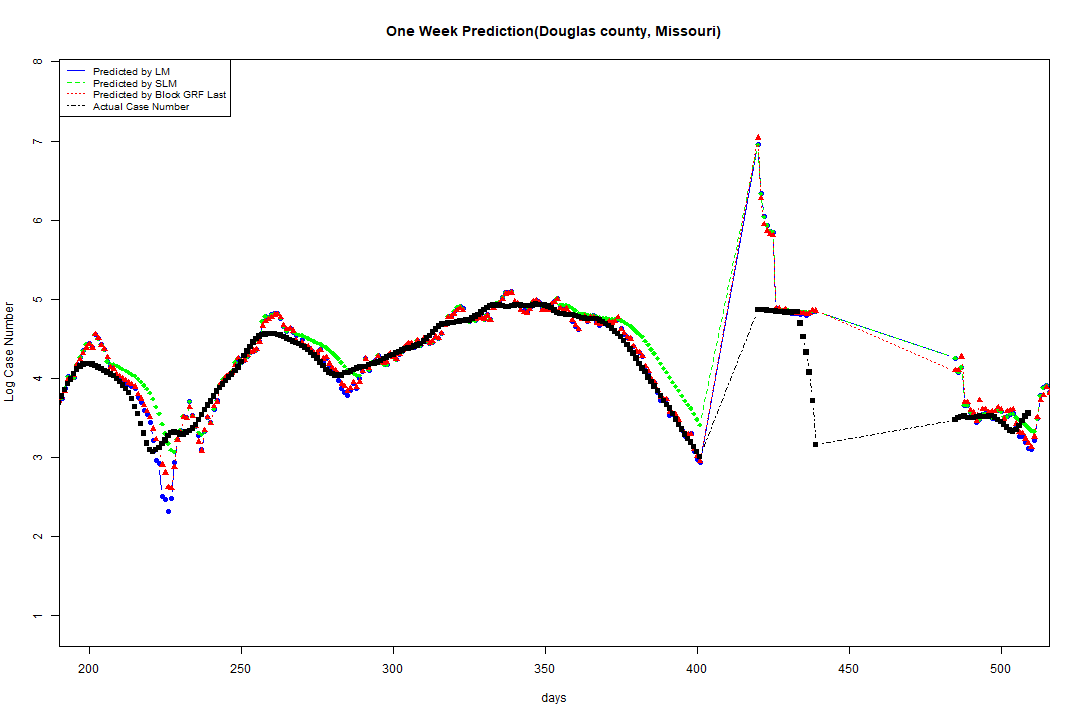 One Week Prediction(Douglas county, Missouri)
Predicted by LM
Predicted by SLM
Predicted by Block GRF Last
Actual Case Number
Log Case Number
8
7
6
5
4
3
2
1
200 250 300 350 400 450 500
days